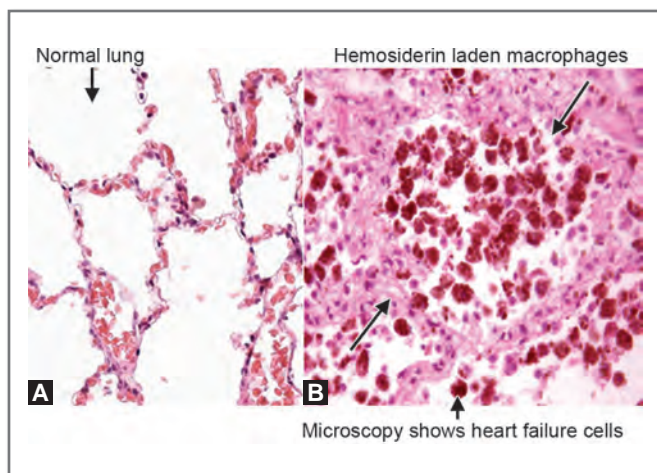 Normal lung
Hemosiderin laden macrophages
A
B
Microscopy shows heart failure cells